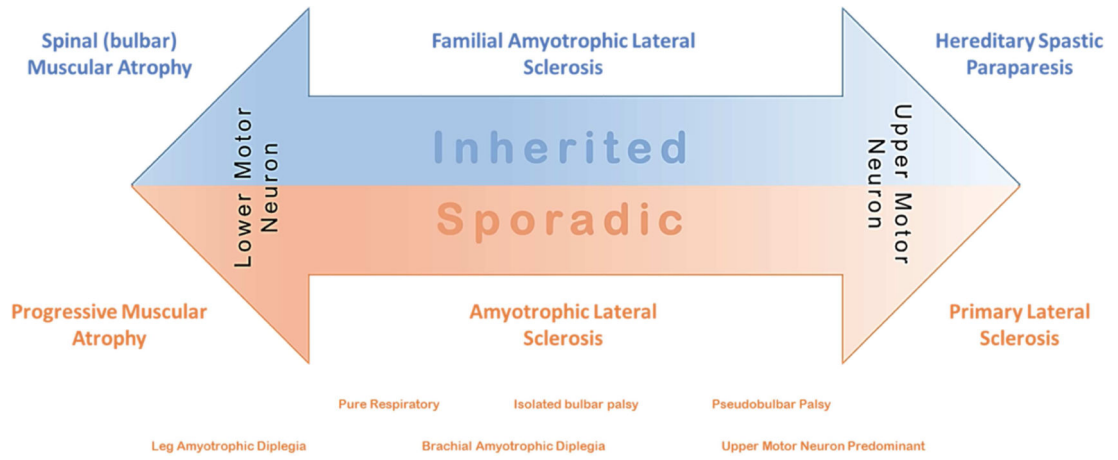 Spinal (bulbar)
Muscular Atrophy
Familial Amyotrophic Lateral
Sclerosis
Hereditary Spastic
Paraparesis
Lower Motor
Neuron
Inherited
Sporadic
Upper Motor
Neuron
Progressive Muscular
Atrophy
Amyotrophic Lateral
Sclerosis
Primary Lateral
Sclerosis
Pure Respiratory
Isolated bulbar palsy
Pseudobulbar Palsy
Leg Amyotrophic Diplegia
Brachial Amyotrophic Diplegia
Upper Motor Neuron Predominant